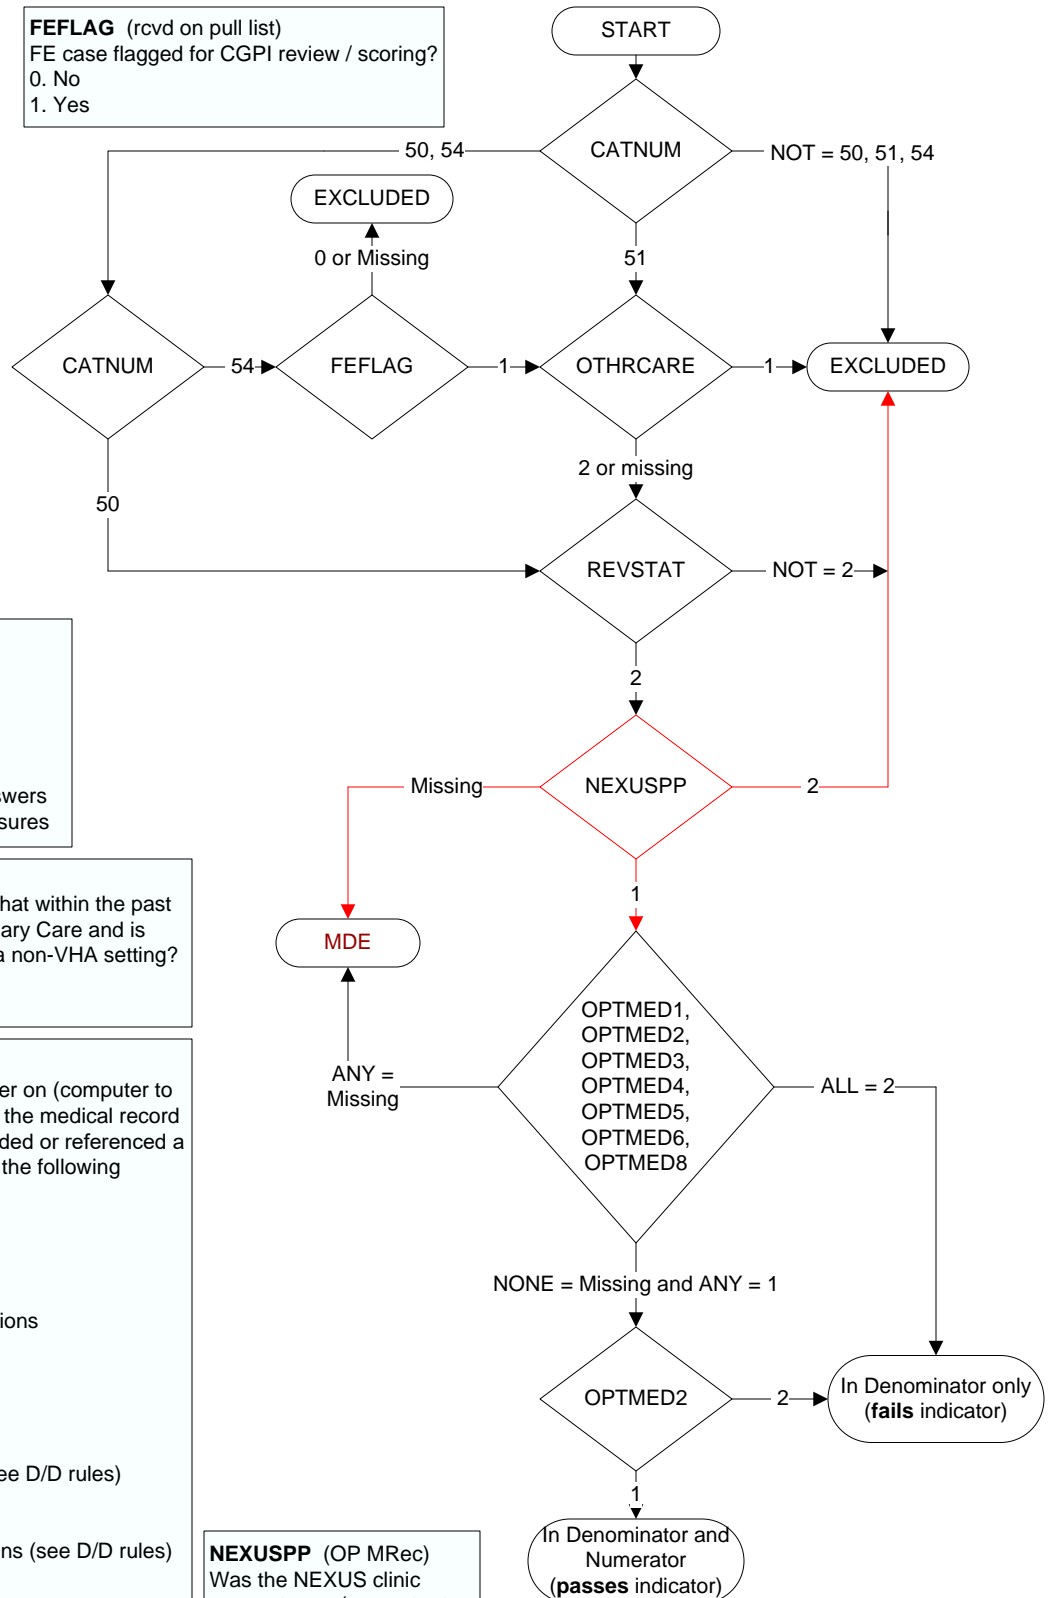 FEFLAG (rcvd on pull list)
FE case flagged for CGPI review / scoring?
0. No
1. Yes
START
CATNUM
50, 54
NOT = 50, 51, 54
EXCLUDED
0 or Missing
51
CATNUM
54
FEFLAG
1
OTHRCARE
1
EXCLUDED
2 or missing
50
REVSTAT
NOT = 2
2
swers
sures
Missing
NEXUSPP
2
1
hat within the past
ary Care and is
a non-VHA setting?
MDE
OPTMED1,
OPTMED2,
OPTMED3,
OPTMED4,
OPTMED5,
OPTMED6,
OPTMED8
ANY =
Missing
ALL = 2
er on (computer to
the medical record
ded or referenced a
the following
NONE = Missing and ANY = 1
ions
OPTMED2
2
In Denominator only
(fails indicator)
ee D/D rules)
1
ns (see D/D rules)
In Denominator and
Numerator
(passes indicator)
NEXUSPP (OP MRec)
Was the NEXUS clinic